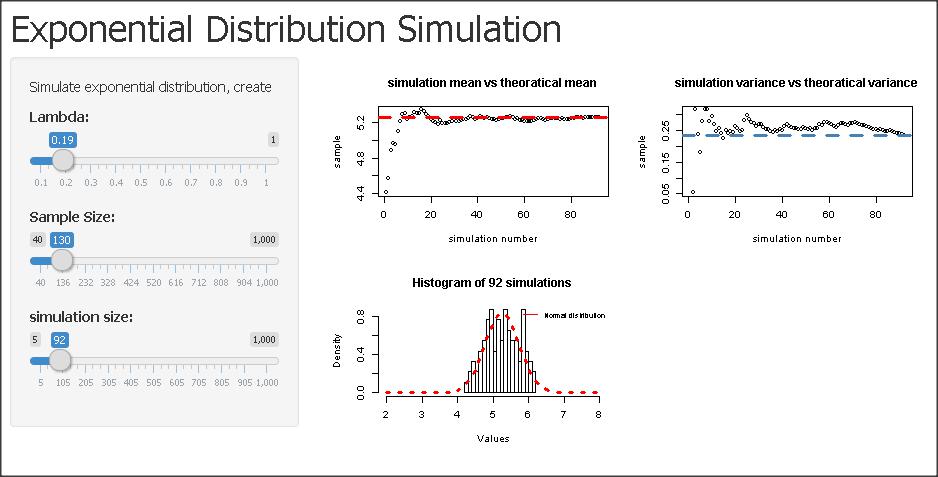 Exponential Distribution Simulation
Simulate exponential distribution, create
Lambda:
0.19 1
0.1 0.2 0.3 0.4 0.5 0.6 0.7 0.8 0.9 1
Sample Size:
40 130 1,000
40 136 232 328 424 520 616 712 808 904 1,000
simulation size:
5 92 1,000
5 105 205 305 405 505 605 705 805 905 1,000
simulation mean vs theoratical mean
sample
4.4 4.8 5.2
0 20 40 60 80
simulation number
simulation variance vs theoratical variance
sample
0.05 0.15 0.25
0 20 40 60 80
simulation number
Histogram of 92 simulations
Normal distribution
Density
0.0 0.4 0.8
2 3 4 5 6 7 8
Values